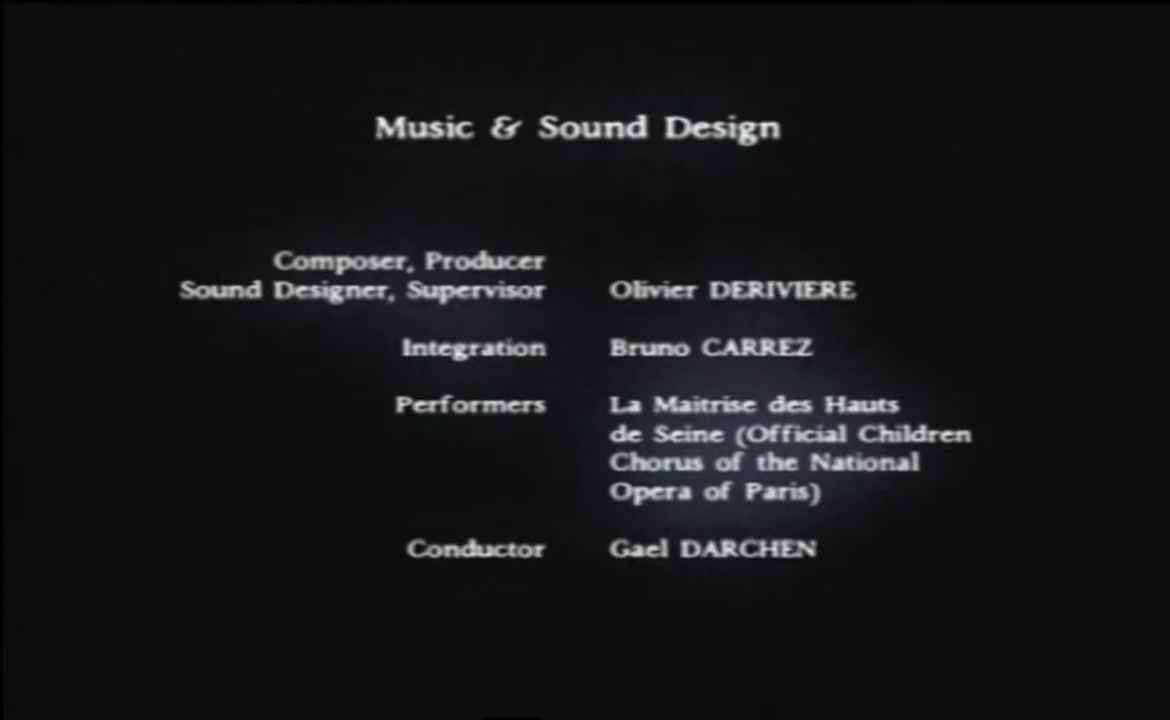 Music & Sound Design
Composer, Producer
Sound Designer, Supervisor Olivier DERIVIERE
Integration Bruno CARREZ
Performers La Maitrise des Hauts
de Seine (Official Children
Chorus of the National
Opera of Paris)
Conductor Gael DARCHEN